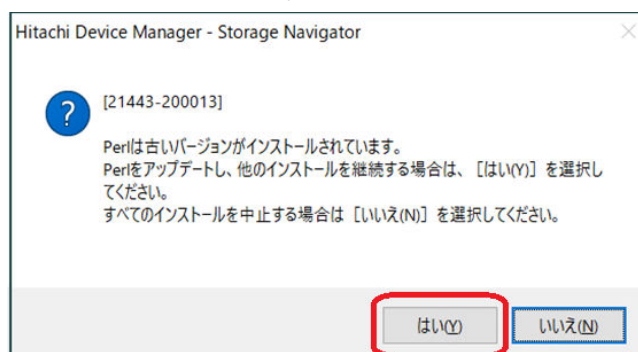 Hitachi Device Manager - Storage Navigator
[21443-200013]
Perlは古いバージョンがインストールされています。
Perlをアップデートし、他のインストールを継続する場合は、［はい(Y)］を選択し
てください。
すべてのインストールを中止する場合は［いいえ(N)］を選択してください。
はい(Y)
いいえ(N)